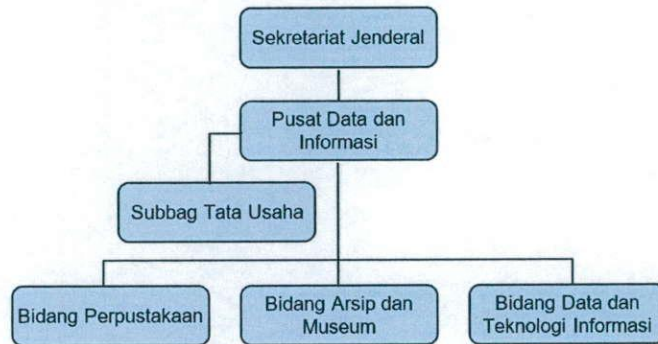 Sekretariat Jenderal
Pusat Data dan
Informasi
Subbag Tata Usaha
Bidang Perpustakaan
Bidang Arsip dan
Museum
Bidang Data dan
Teknologi Informasi